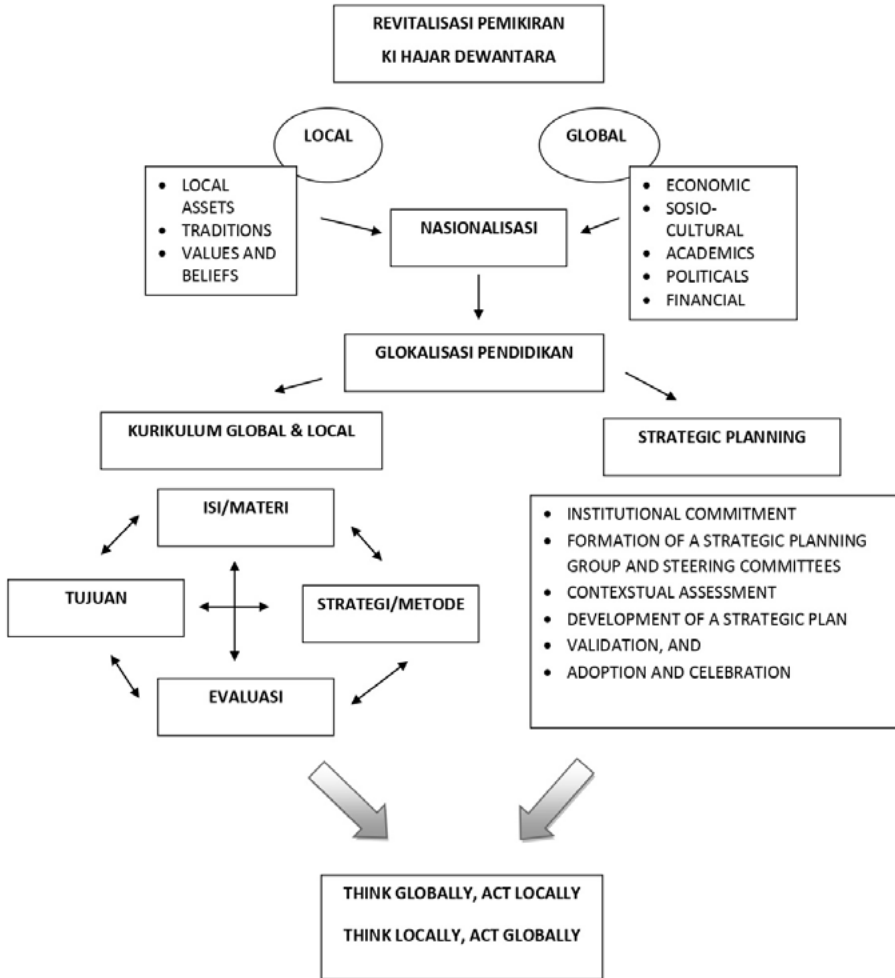 REVITALISASI PEMIKIRAN
KI HAJAR DEWANTARA
LOCAL
GLOBAL
• LOCAL
ASSETS
• TRADITIONS
• VALUES AND
BELIEFS
NASIONALISASI
• ECONOMIC
• SOSIO-
CULTURAL
• ACADEMICS
• POLITICALS
• FINANCIAL
GLOKALISASI PENDIDIKAN
KURIKULUM GLOBAL & LOCAL
STRATEGIC PLANNING
ISI/MATERI
TUJUAN
STRATEGI/METODE
EVALUASI
• INSTITUTIONAL COMMITMENT
• FORMATION OF A STRATEGIC PLANNING
GROUP AND STEERING COMMITTEES
• CONTEXSTUAL ASSESSMENT
• DEVELOPMENT OF A STRATEGIC PLAN
• VALIDATION, AND
• ADOPTION AND CELEBRATION
THINK GLOBALLY, ACT LOCALLY
THINK LOCALLY, ACT GLOBALLY